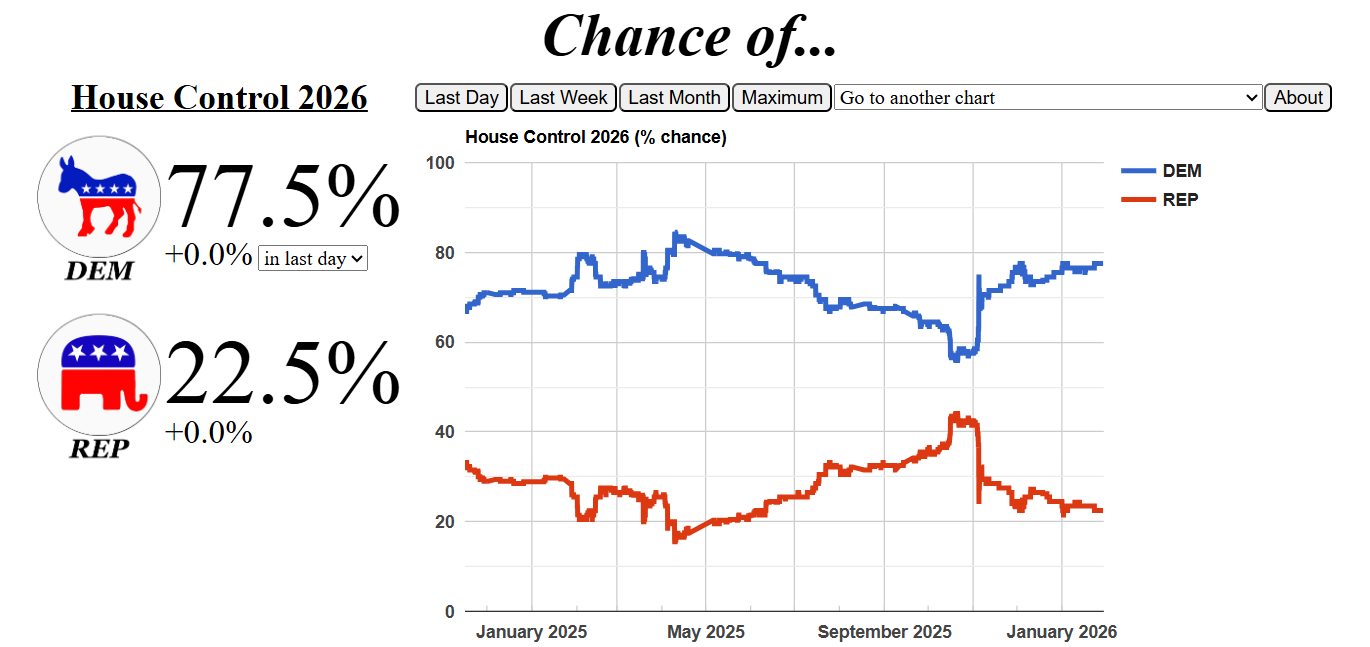 Chance of...
House Control 2026
Last Day Last Week Last Month Maximum Go to another chart About
DEM
77.5%
+0.0% in last day
REP
22.5%
+0.0%
House Control 2026 (% chance)
100
80
60
40
20
0
January 2025 May 2025 September 2025 January 2026
DEM
REP